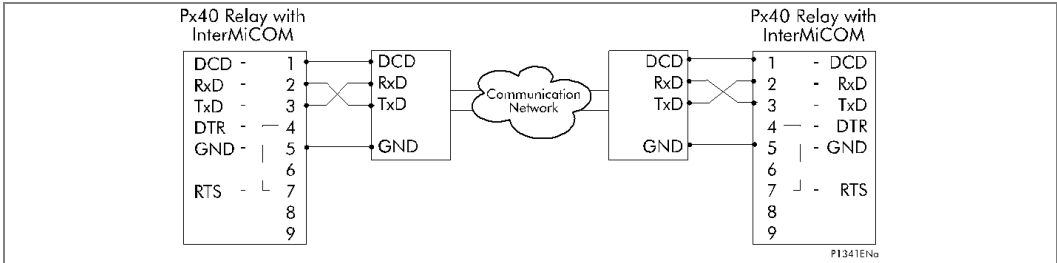 Px40 Relay with
InterMiCOM
DCD - 1
RxD - 2
TxD - 3
DTR - 4
GND - 5
6
RTS - 7
8
9
DCD
RxD
TxD
GND
Communication
Network
DCD
RxD
TxD
GND
Px40 Relay with
InterMiCOM
1 - DCD
2 - RxD
3 - TxD
4 - DTR
5 - GND
6
7 - RTS
8
9
P1341ENa